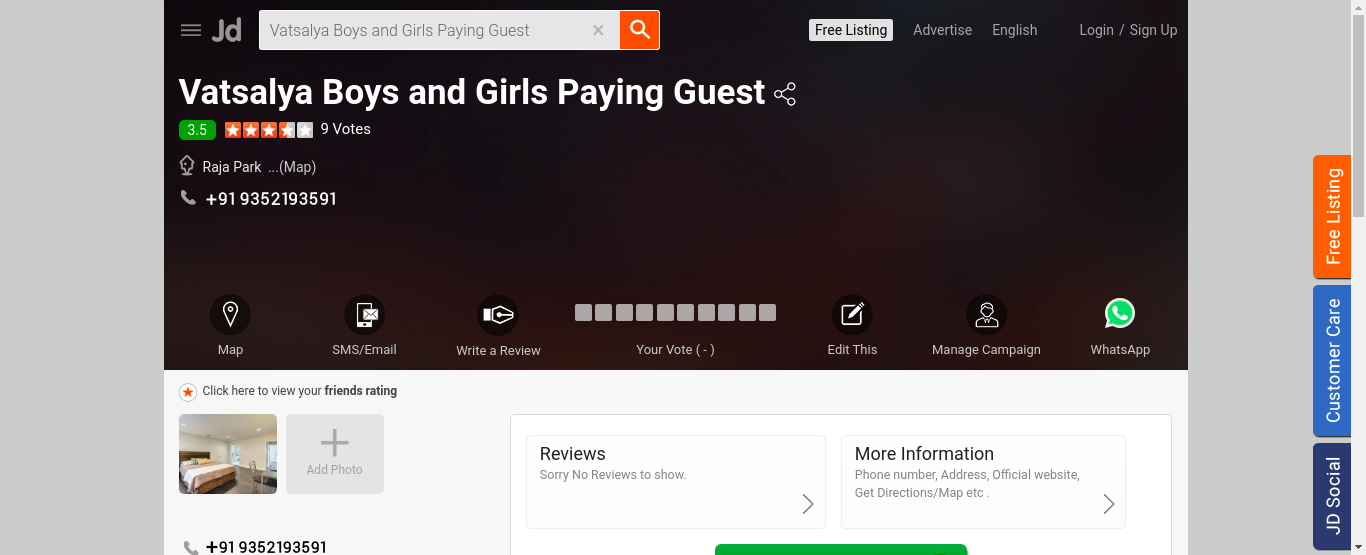 Jd
Vatsalya Boys and Girls Paying Guest
Free Listing
Advertise
English
Login / Sign Up
Vatsalya Boys and Girls Paying Guest
3.5
9 Votes
Raja Park ...(Map)
+91 9352193591
Map
SMS/Email
Write a Review
Your Vote ( - )
Edit This
Manage Campaign
WhatsApp
Click here to view your friends rating
Add Photo
+91 9352193591
Reviews
Sorry No Reviews to show.
More Information
Phone number, Address, Official website,
Get Directions/Map etc .
Free Listing
Customer Care
JD Social